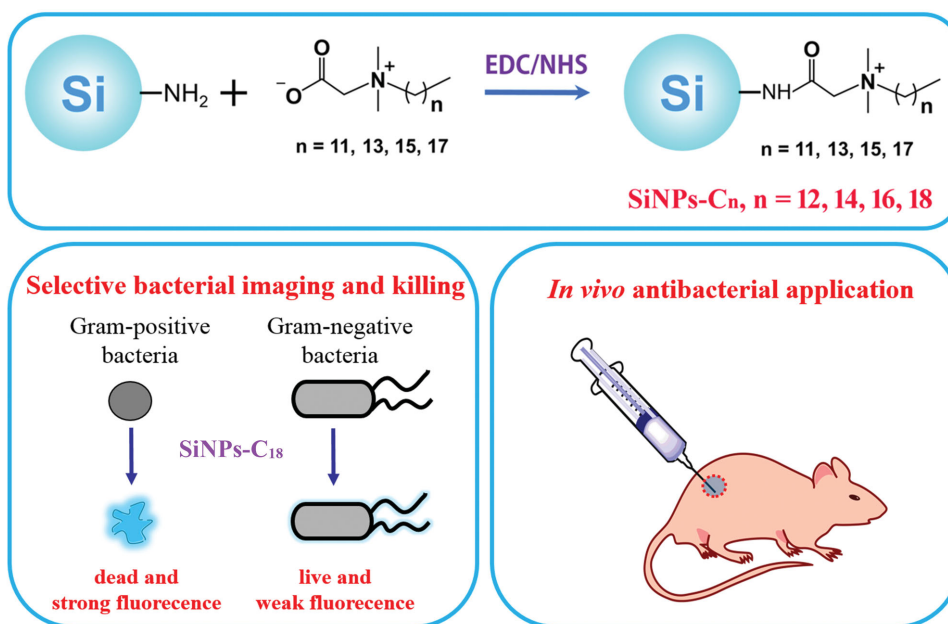 Si
NH₂
+
O
⁻O
N⁺
n
n = 11, 13, 15, 17
EDC/NHS
Si
NH
O
N⁺
n
n = 11, 13, 15, 17
SiNPs-Cₙ, n = 12, 14, 16, 18
Selective bacterial imaging and killing
Gram-positive
bacteria
Gram-negative
bacteria
SiNPs-C₁₈
dead and
strong fluorecence
live and
weak fluorecence
In vivo antibacterial application